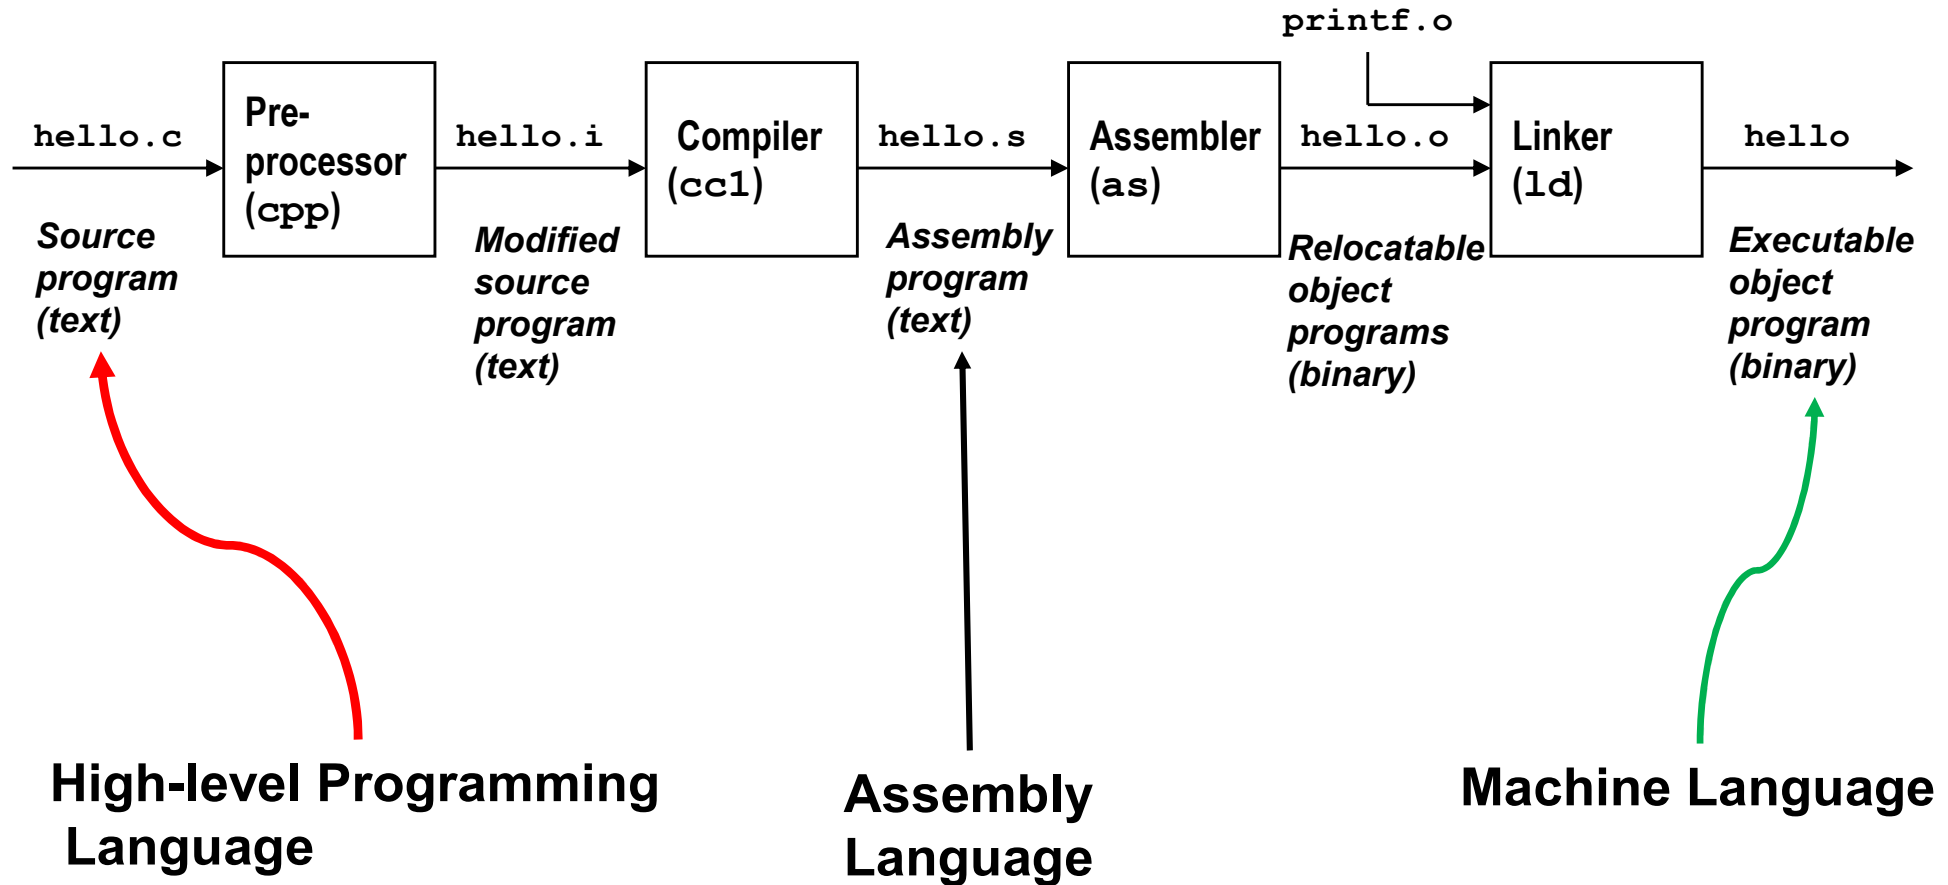 printf.o
hello.c
Pre-
processor
(cpp)
hello.i
Compiler
(cc1)
hello.s
Assembler
(as)
hello.o
Linker
(ld)
hello
Source
program
(text)
Modified
source
program
(text)
Assembly
program
(text)
Relocatable
object
programs
(binary)
Executable
object
program
(binary)
High-level Programming
Language
Assembly
Language
Machine Language